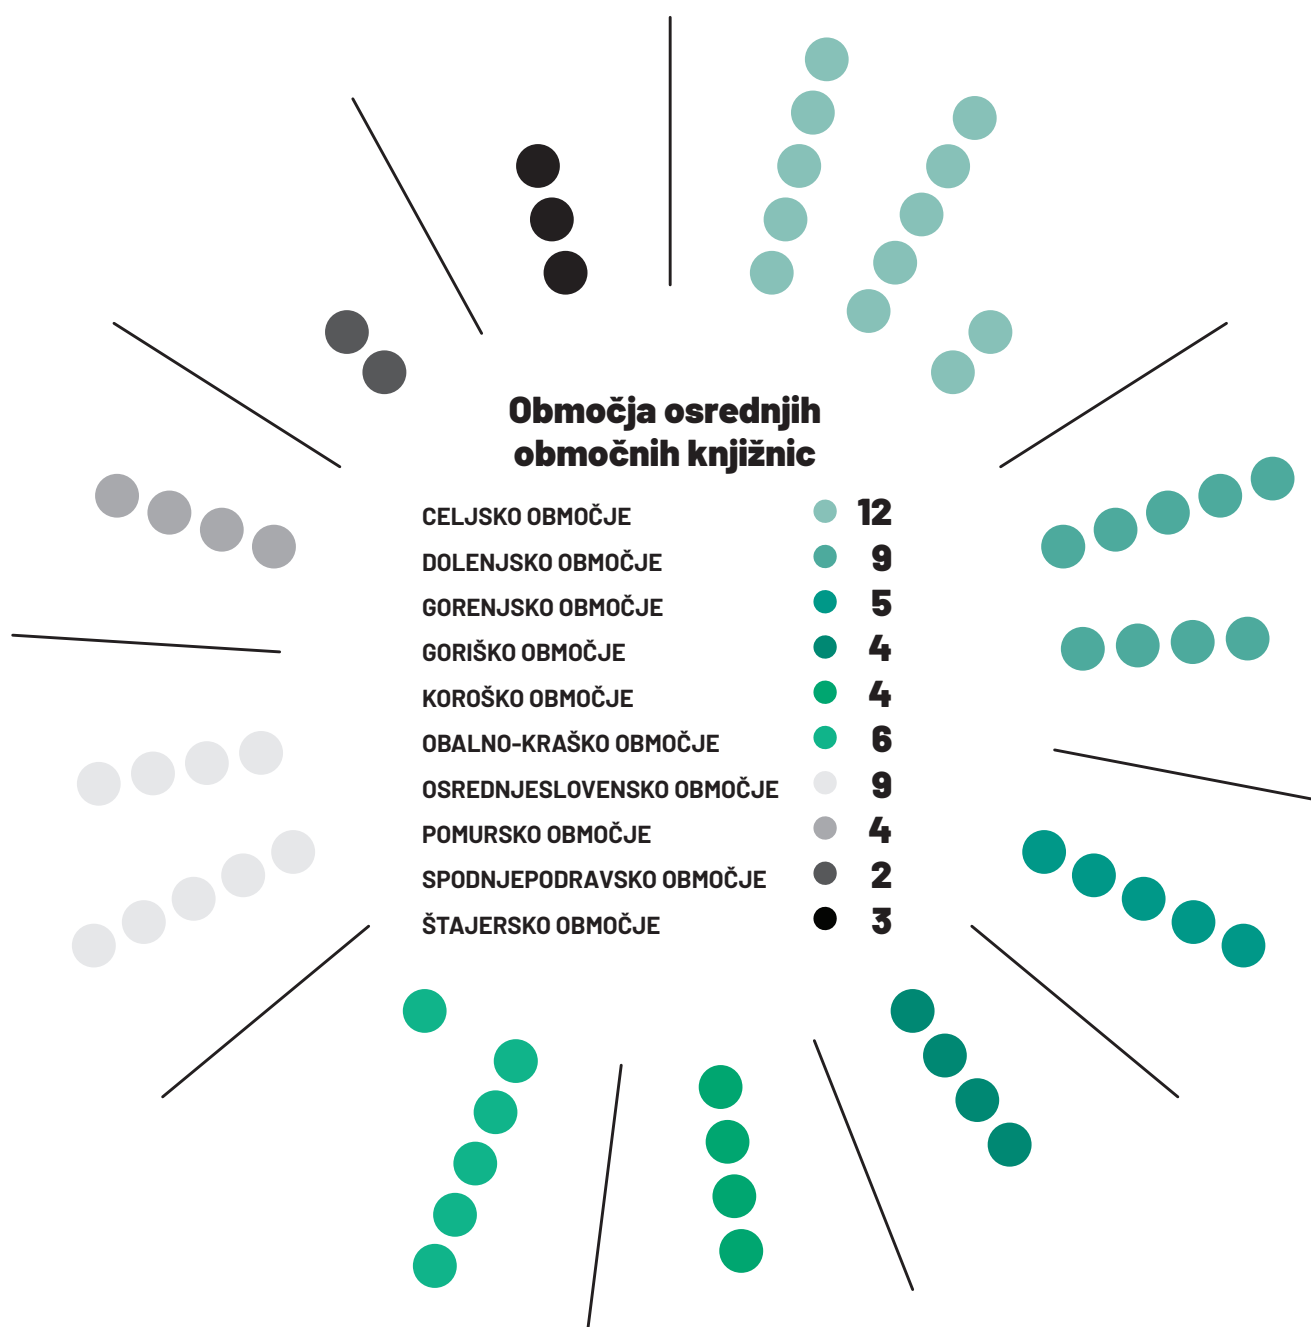 Območja osrednjih
območnih knjižnic
CELJSKO OBMOČJE 12
DOLENJSKO OBMOČJE 9
GORENJSKO OBMOČJE 5
GORIŠKO OBMOČJE 4
KOROŠKO OBMOČJE 4
OBALNO-KRAŠKO OBMOČJE 6
OSREDNJESLOVENSKO OBMOČJE 9
POMURSKO OBMOČJE 4
SPODNJEPODRAVSKO OBMOČJE 2
ŠTAJERSKO OBMOČJE 3